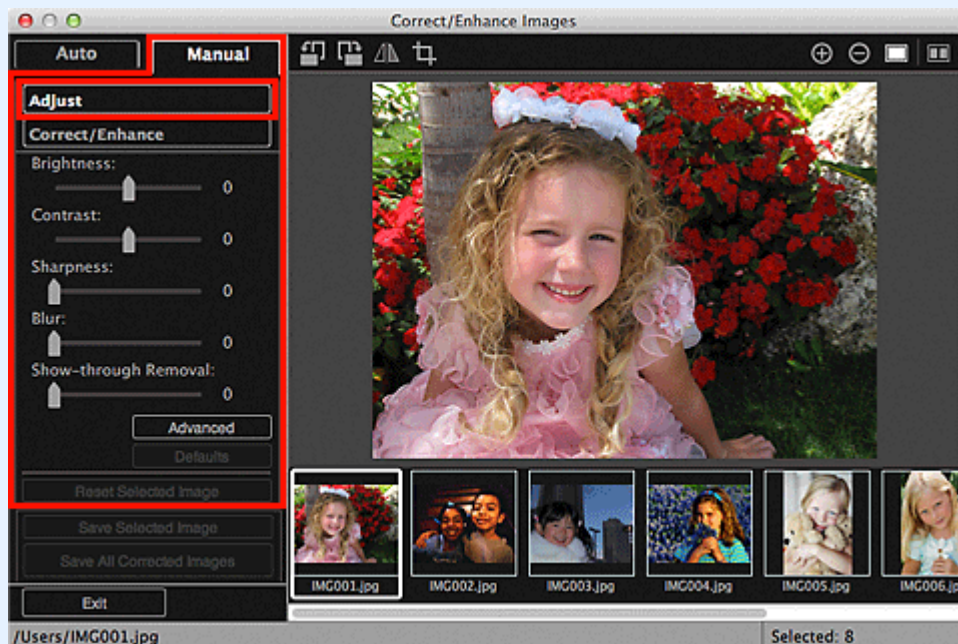 Correct/Enhance Images
Auto
Manual
Adjust
Correct/Enhance
Brightness:
0
Contrast:
0
Sharpness:
0
Blur:
0
Show-through Removal:
0
Advanced
Defaults
Reset Selected Image
Save Selected Image
Save All Corrected Images
Exit
IMG001.jpg
IMG002.jpg
IMG003.jpg
IMG004.jpg
IMG005.jpg
IMG006.j
/Users/IMG001.jpg
Selected: 8